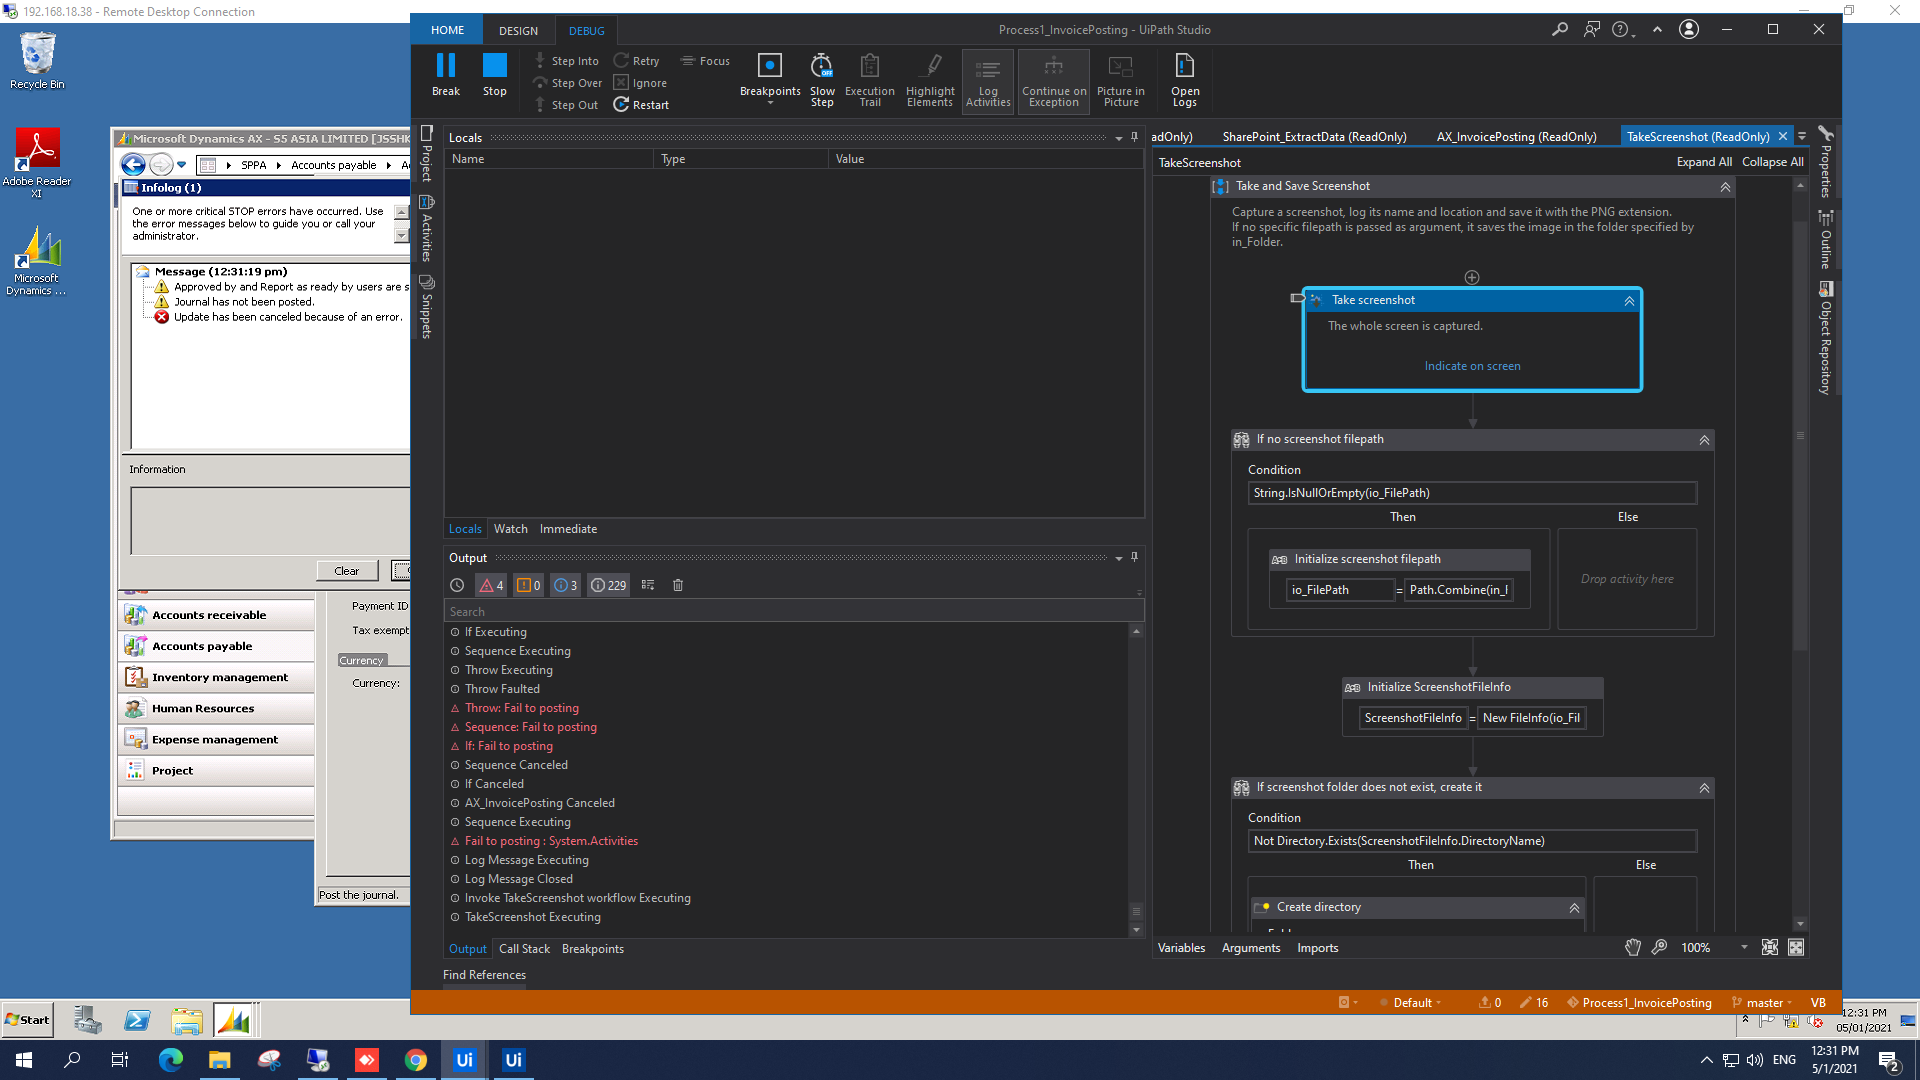 192.168.18.38 - Remote Desktop Connection
Recycle Bin
Adobe Reader
XI
Microsoft
Dynamics ...
Microsoft Dynamics AX - S5 ASIA LIMITED [JSSHK
SPPA
Accounts payable
Infolog (1)
One or more critical STOP errors have occurred. Use
the error messages below to guide you or call your
administrator.
Message (12:31:19 pm)
Approved by and Report as ready by users are s
Journal has not been posted.
Update has been canceled because of an error.
Information
Clear
Accounts receivable
Accounts payable
Inventory management
Human Resources
Expense management
Project
Payment ID
Tax exempt
Currency
Currency:
Post the journal.
HOME
DESIGN
DEBUG
Process1_InvoicePosting - UiPath Studio
Break
Stop
Step Into
Step Over
Step Out
Retry
Ignore
Restart
Focus
Breakpoints
Slow
Step
OFF
Execution
Trail
Highlight
Elements
Log
Activities
Continue on
Exception
Picture in
Picture
Open
Logs
Project
Activities
Snippets
Locals
Name
Type
Value
Locals
Watch
Immediate
Output
4
0
3
229
Search
If Executing
Sequence Executing
Throw Executing
Throw Faulted
Throw: Fail to posting
Sequence: Fail to posting
If: Fail to posting
Sequence Canceled
If Canceled
AX_InvoicePosting Canceled
Sequence Executing
Fail to posting : System.Activities
Log Message Executing
Log Message Closed
Invoke TakeScreenshot workflow Executing
TakeScreenshot Executing
Output
Call Stack
Breakpoints
Find References
adOnly)
SharePoint_ExtractData (ReadOnly)
AX_InvoicePosting (ReadOnly)
TakeScreenshot (ReadOnly)
TakeScreenshot
Expand All
Collapse All
Take and Save Screenshot
Capture a screenshot, log its name and location and save it with the PNG extension.
If no specific filepath is passed as argument, it saves the image in the folder specified by
in_Folder.
Take screenshot
The whole screen is captured.
Indicate on screen
If no screenshot filepath
Condition
String.IsNullOrEmpty(io_FilePath)
Then
Else
Initialize screenshot filepath
io_FilePath
=
Path.Combine(in_F
Drop activity here
Initialize ScreenshotFileInfo
ScreenshotFileInfo
=
New FileInfo(io_Fil
If screenshot folder does not exist, create it
Condition
Not Directory.Exists(ScreenshotFileInfo.DirectoryName)
Then
Else
Create directory
Variables
Arguments
Imports
100%
Properties
Outline
Object Repository
Default
0
16
Process1_InvoicePosting
master
VB
Start
12:31 PM
05/01/2021
Ui
Ui
ENG
12:31 PM
5/1/2021
2